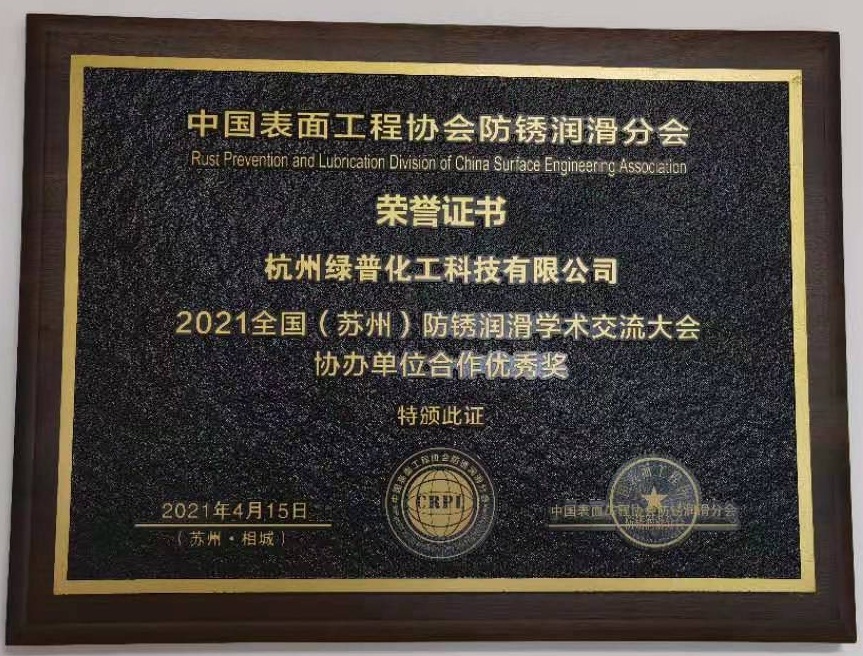 中国表面工程协会防锈润滑分会
Rust Prevention and Lubrication Division of China Surface Engineering Association
荣誉证书
杭州绿普化工科技有限公司
2021全国（苏州）防锈润滑学术交流大会
协办单位合作优秀奖
特颁此证
2021年4月15日
（苏州·相城）
CRPI
中国表面工程协会防锈润滑分会